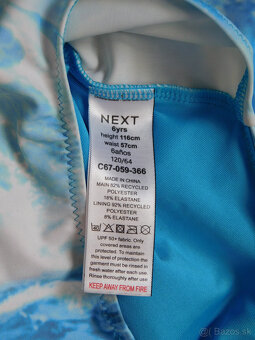 NEXT
6yrs
height 116cm
waist 57cm
6años
120/64
C67-059-366
MADE IN CHINA
MAIN 82% RECYCLED
POLYESTER
18% ELASTANE
LINING 92% RECYCLED
POLYESTER
8% ELASTANE
UPF 50+ fabric. Only
covered areas are
protected. To maintain
this level of protection the
garment must be rinsed in
fresh water after each use.
Rinse thoroughly after use
KEEP AWAY FROM FIRE
bazos.sk